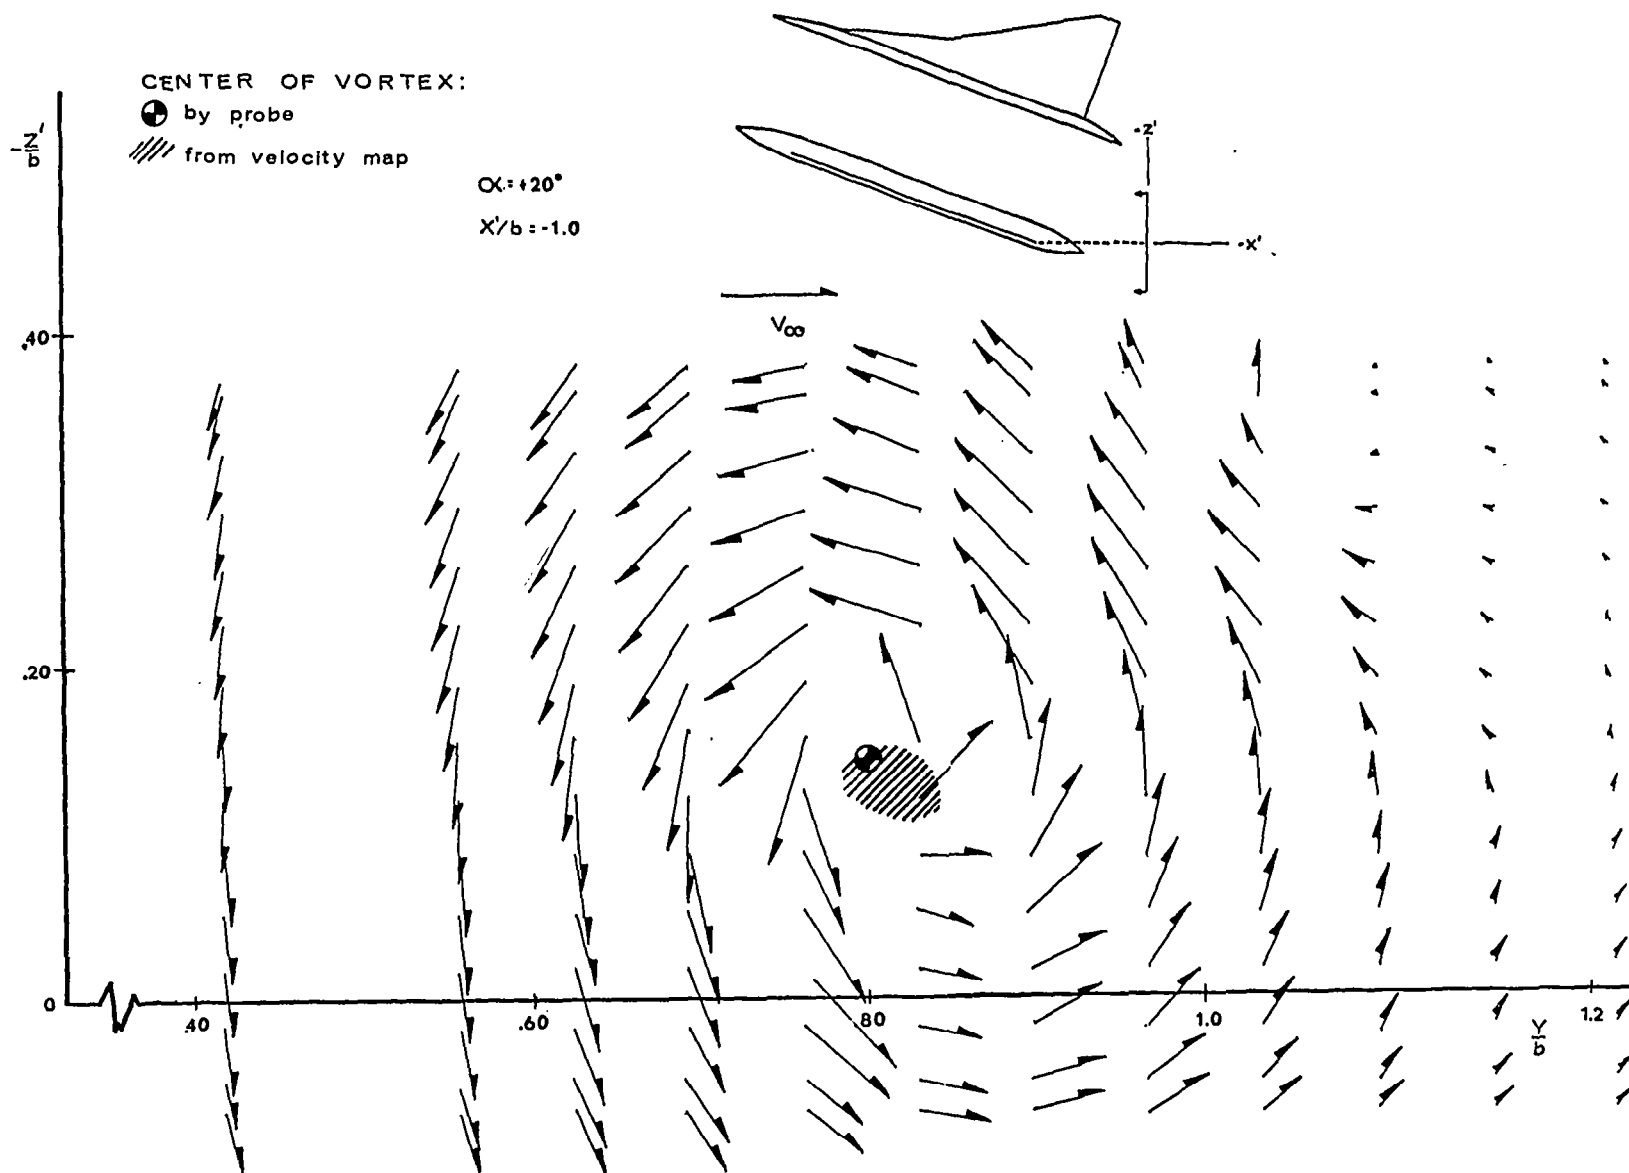 CENTER OF VORTEX:
by probe
from velocity map
-Z'/b
α=+20°
X'/b=-1.0
-z'
-x'
V∞
.40
.20
0
.40
.60
.80
1.0
1.2
Y/b